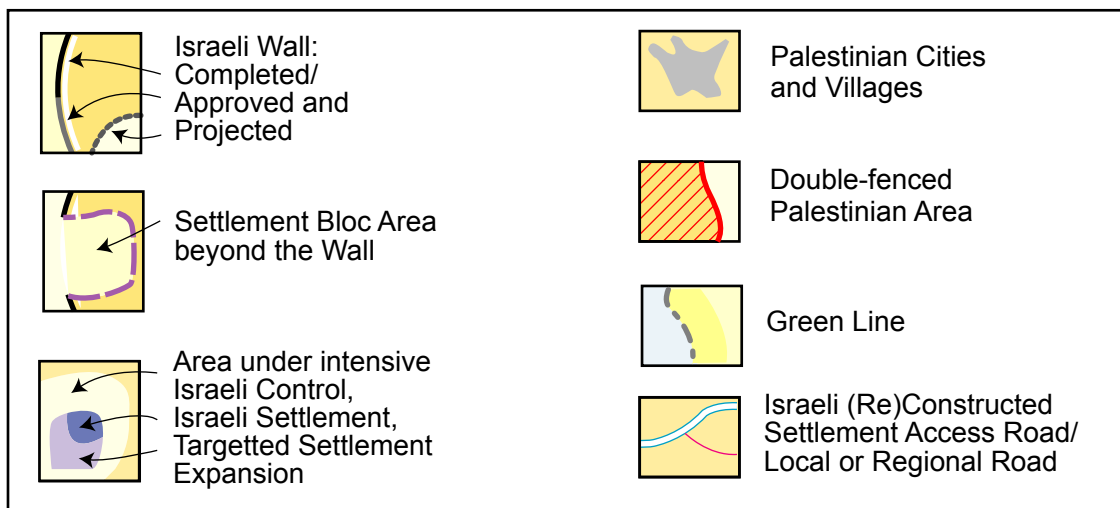 Israeli Wall:
Completed/
Approved and
Projected
Settlement Bloc Area
beyond the Wall
Area under intensive
Israeli Control,
Israeli Settlement,
Targetted Settlement
Expansion
Palestinian Cities
and Villages
Double-fenced
Palestinian Area
Green Line
Israeli (Re)Constructed
Settlement Access Road/
Local or Regional Road